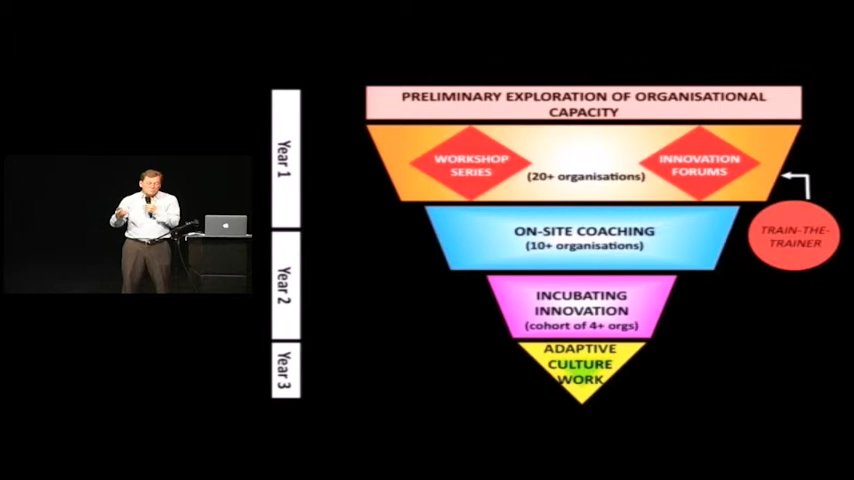 Year 1
Year 2
Year 3
PRELIMINARY EXPLORATION OF ORGANISATIONAL
CAPACITY
WORKSHOP
SERIES
(20+ organisations)
INNOVATION
FORUMS
ON-SITE COACHING
(10+ organisations)
TRAIN-THE-
TRAINER
INCUBATING
INNOVATION
(cohort of 4+ orgs)
ADAPTIVE
CULTURE
WORK